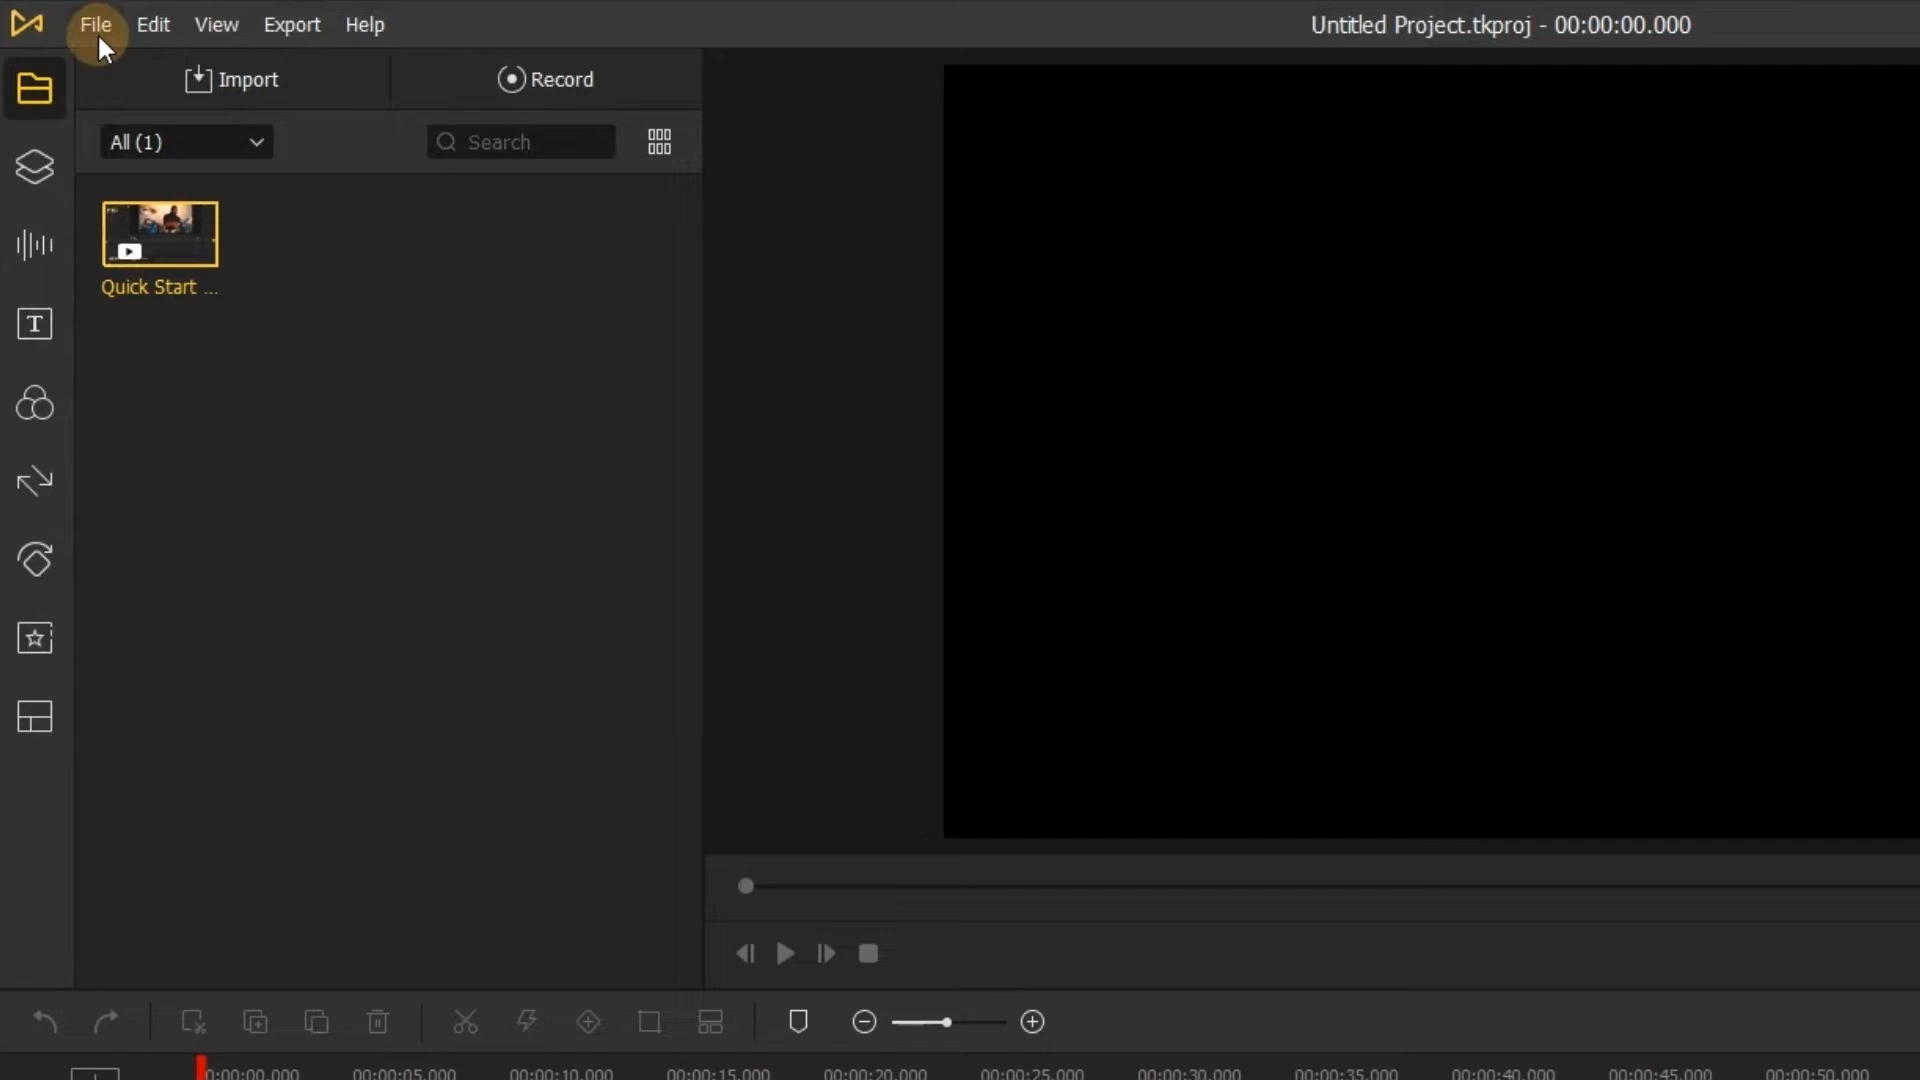 File Edit View Export Help
Untitled Project.tkproj - 00:00:00.000
Import
Record
All (1)
Search
Quick Start ...
T
0:00:00.000 00:00:05.000 00:00:10.000 00:00:15.000 00:00:20.000 00:00:25.000 00:00:30.000 00:00:35.000 00:00:40.000 00:00:45.000 00:00:50.000